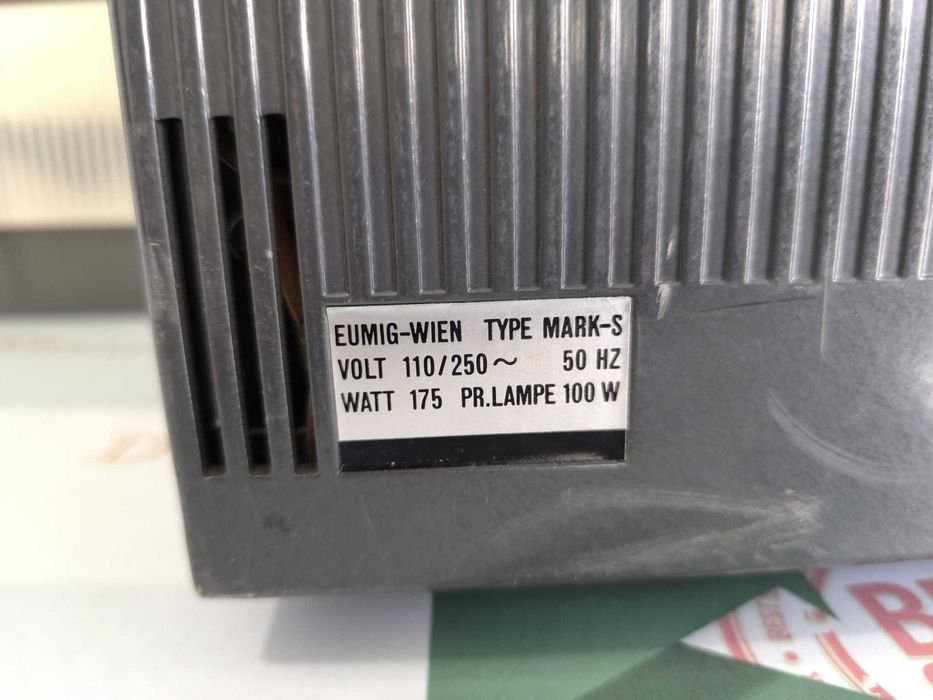 EUMIG-WIEN TYPE MARK-S
VOLT 110/250~ 50 HZ
WATT 175 PR.LAMPE 100 W